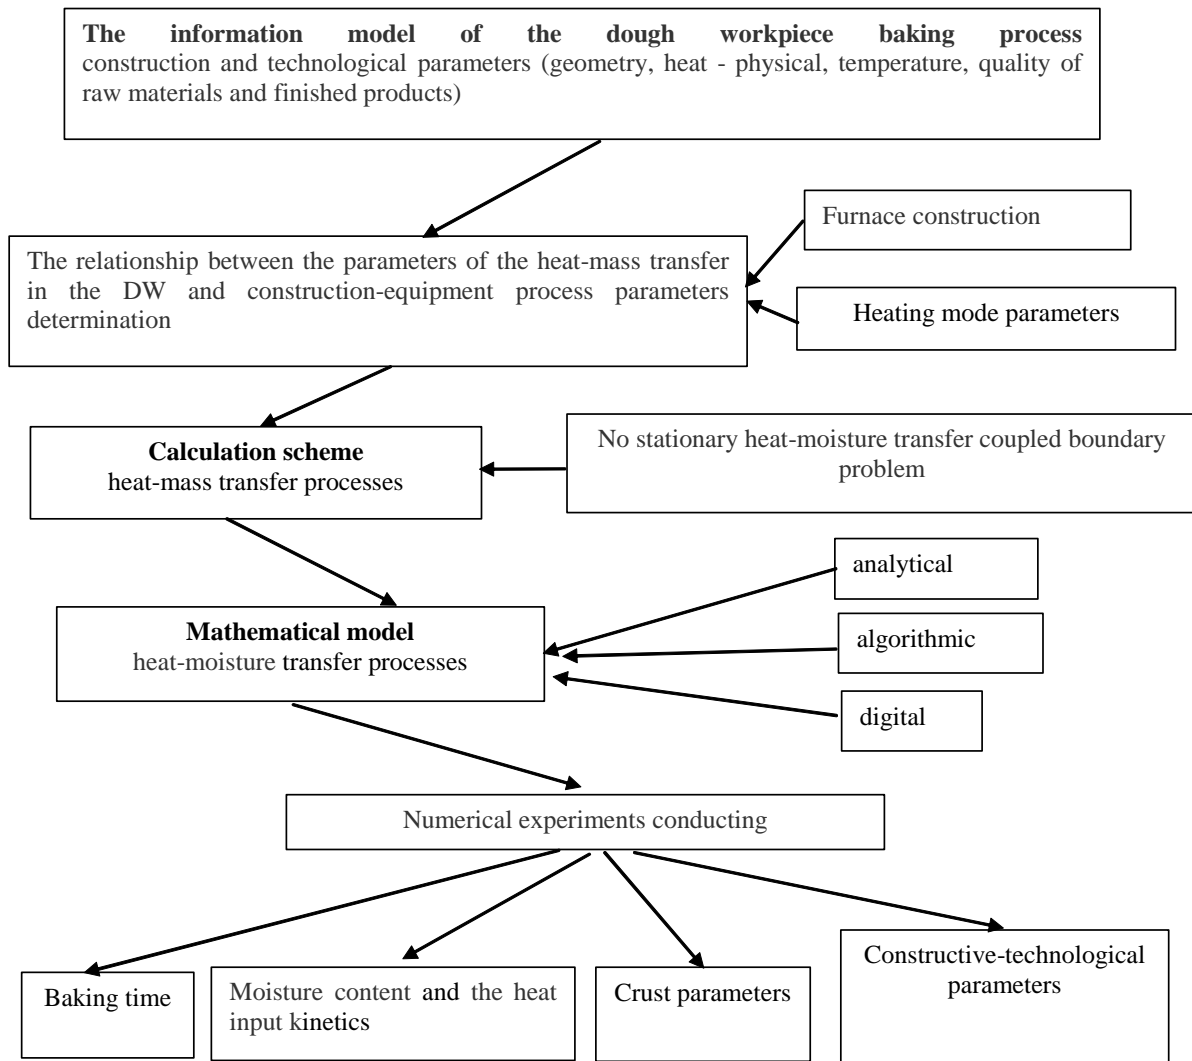 The information model of the dough workpiece baking process
construction and technological parameters (geometry, heat - physical, temperature, quality of
raw materials and finished products)
Furnace construction
The relationship between the parameters of the heat-mass transfer
in the DW and construction-equipment process parameters
determination
Heating mode parameters
Calculation scheme
heat-mass transfer processes
No stationary heat-moisture transfer coupled boundary
problem
analytical
Mathematical model
heat-moisture transfer processes
algorithmic
digital
Numerical experiments conducting
Baking time
Moisture content and the heat
input kinetics
Crust parameters
Constructive-technological
parameters